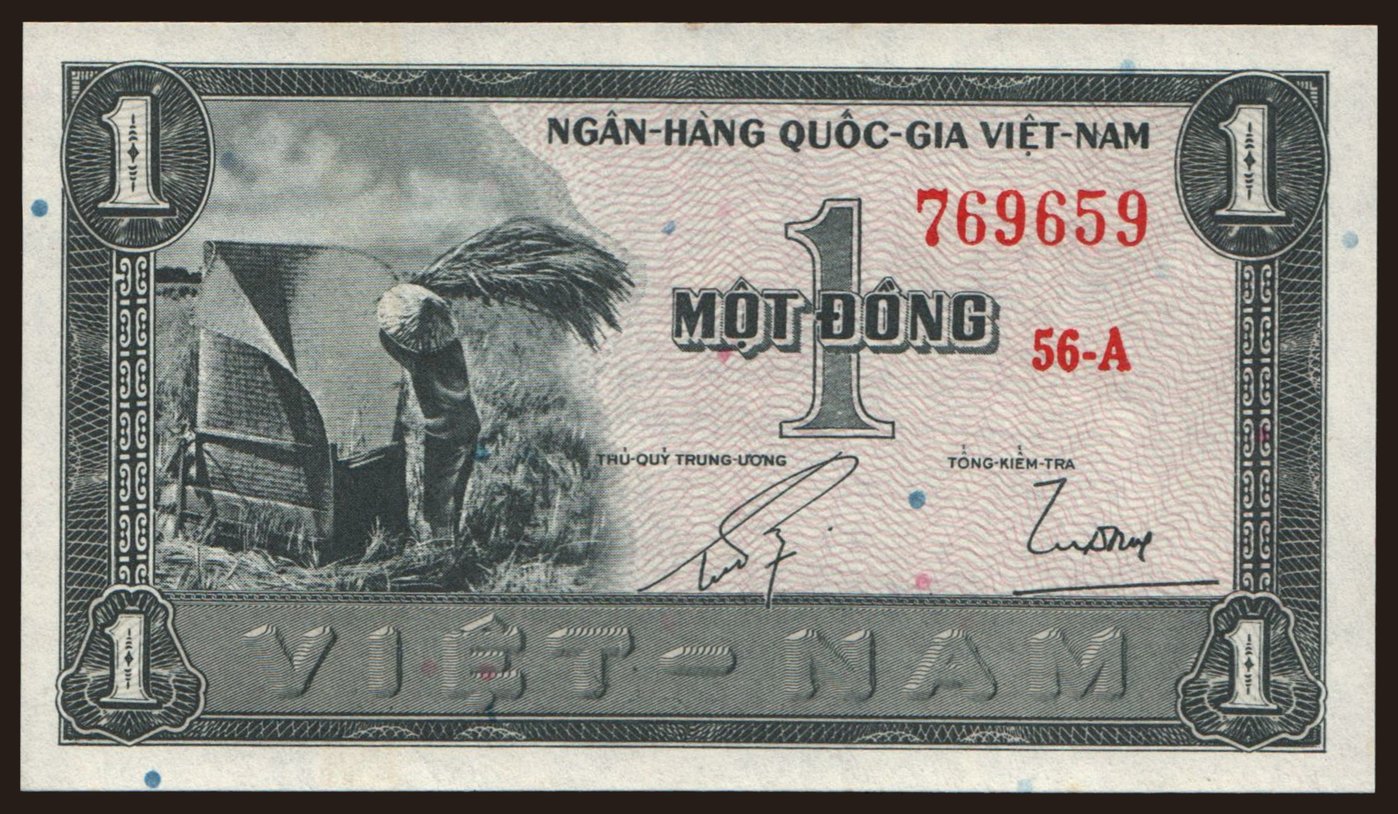 1
1
NGÂN-HÀNG QUỐC-GIA VIỆT-NAM
769659
1
MỘT ĐỒNG
56-A
THỦ-QUỸ TRUNG-ƯƠNG
TỔNG-KIỂM-TRA
VIỆT-NAM
1
1